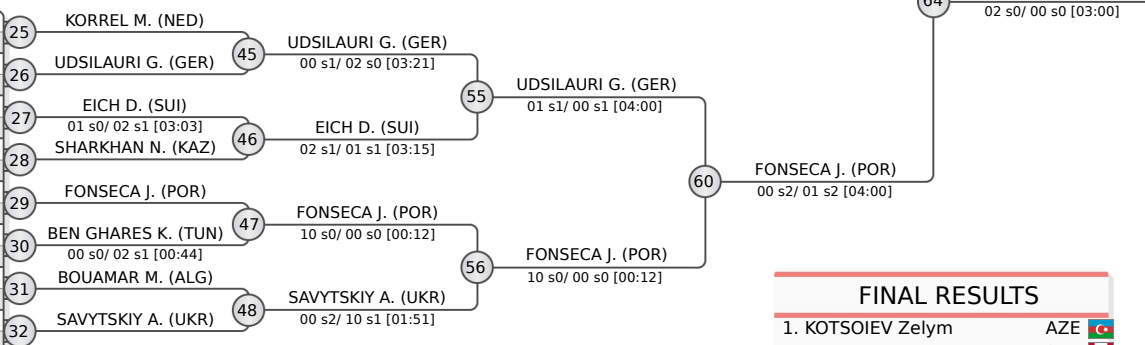 64
02 s0/ 00 s0 [03:00]
25
KORREL M. (NED)
45
UDSILAURI G. (GER)
00 s1/ 02 s0 [03:21]
26
UDSILAURI G. (GER)
55
UDSILAURI G. (GER)
01 s1/ 00 s1 [04:00]
27
EICH D. (SUI)
01 s0/ 02 s1 [03:03]
46
EICH D. (SUI)
02 s1/ 01 s1 [03:15]
28
SHARKHAN N. (KAZ)
60
FONSECA J. (POR)
00 s2/ 01 s2 [04:00]
29
FONSECA J. (POR)
47
FONSECA J. (POR)
10 s0/ 00 s0 [00:12]
30
BEN GHARES K. (TUN)
00 s0/ 02 s1 [00:44]
56
FONSECA J. (POR)
10 s0/ 00 s0 [00:12]
31
BOUAMAR M. (ALG)
48
SAVYTSKIY A. (UKR)
00 s2/ 10 s1 [01:51]
32
SAVYTSKIY A. (UKR)
FINAL RESULTS
1. KOTSOIEV Zelym AZE